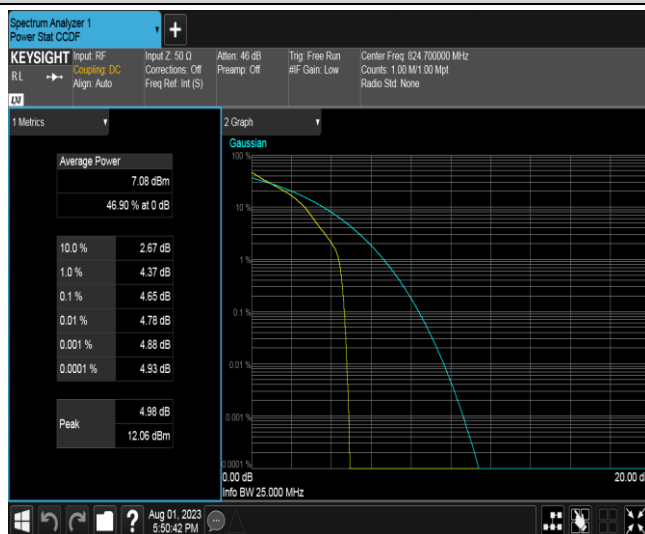 Spectrum Analyzer 1
Power Stat CCDF
+
KEYSIGHT
RL
LXI
Input: RF
Coupling: DC
Align: Auto
Input Z: 50 Ω
Corrections: Off
Freq Ref: Int (S)
Atten: 46 dB
Preamp: Off
Trig: Free Run
#IF Gain: Low
Center Freq: 824.700000 MHz
Counts: 1.00 M/1.00 Mpt
Radio Std: None
1 Metrics
Average Power
7.08 dBm
46.90 % at 0 dB
10.0 % 2.67 dB
1.0 % 4.37 dB
0.1 % 4.65 dB
0.01 % 4.78 dB
0.001 % 4.88 dB
0.0001 % 4.93 dB
Peak
4.98 dB
12.06 dBm
2 Graph
Gaussian
100 %
10 %
1 %
0.1 %
0.01 %
0.001 %
0.0001 %
0.00 dB
20.00 d
Info BW 25.000 MHz
?
Aug 01, 2023
5:50:42 PM